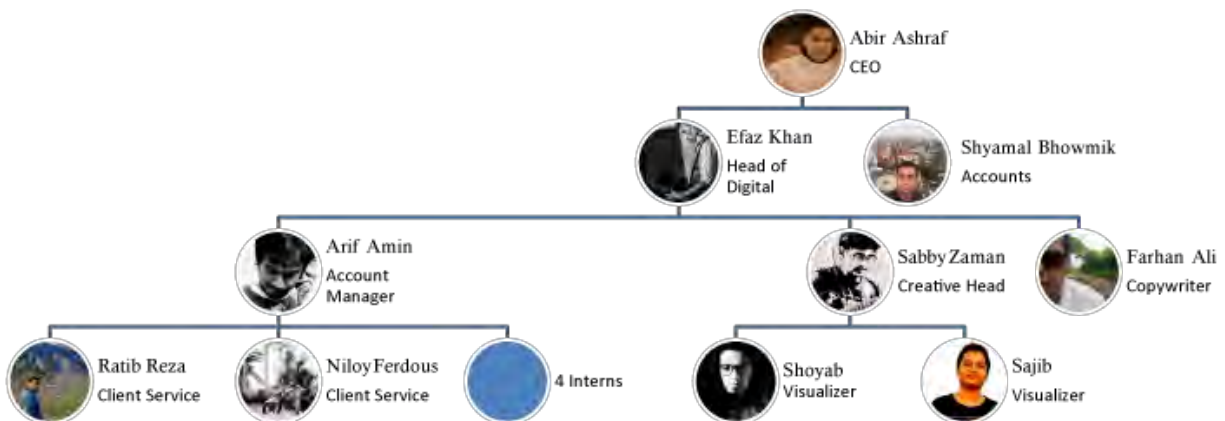 Abir Ashraf
CEO
Efaz Khan
Head of
Digital
Shyamal Bhowmik
Accounts
Arif Amin
Account
Manager
Sabby Zaman
Creative Head
Farhan Ali
Copywriter
Ratib Reza
Client Service
Niloy Ferdous
Client Service
4 Interns
Shoyab
Visualizer
Sajib
Visualizer